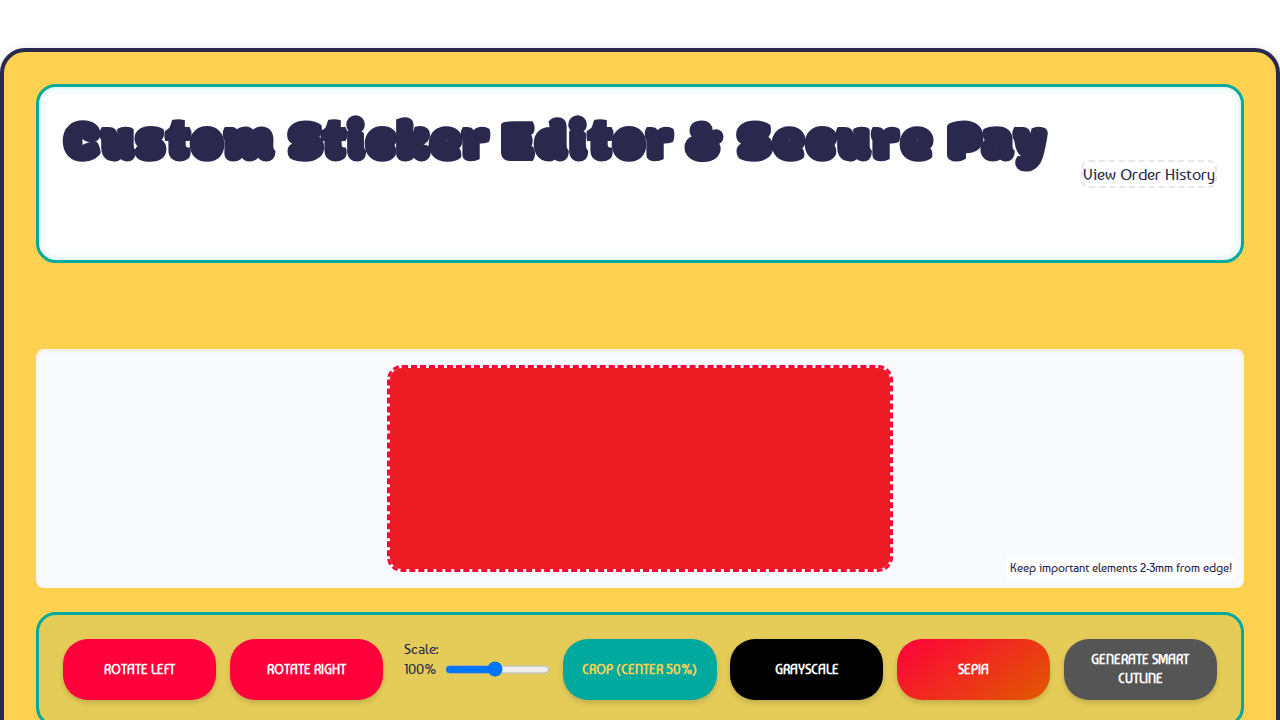 Custom Sticker Editor & Secure Pay
View Order History
Keep important elements 2-3mm from edge!
ROTATE LEFT
ROTATE RIGHT
Scale:
100%
CROP (CENTER 50%)
GRAYSCALE
SEPIA
GENERATE SMART
CUTLINE